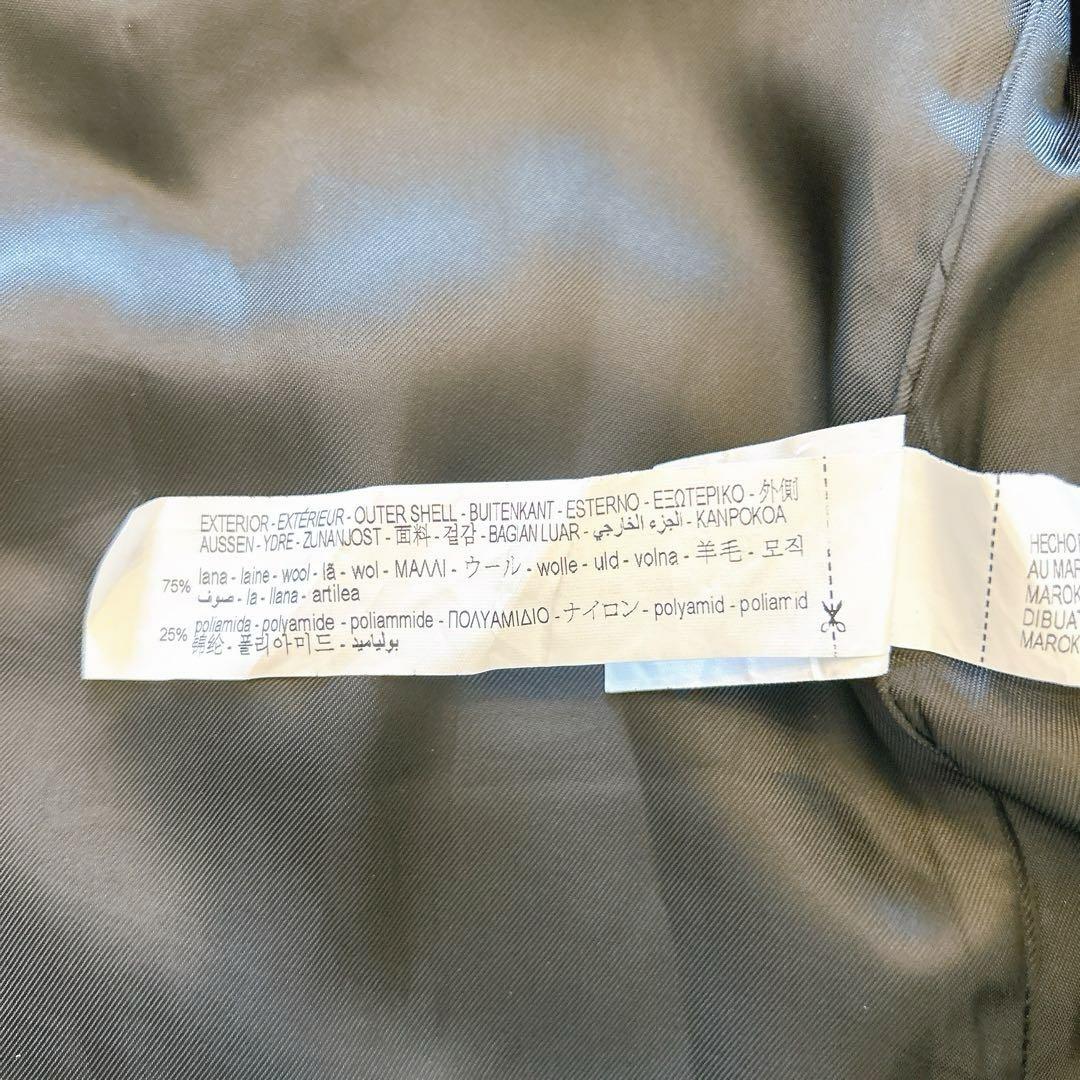 EXTERIOR - EXTÉRIEUR - OUTER SHELL - BUITENKANT - ESTERNO - ΕΞΩΤΕΡΙΚΟ - 外側
AUSSEN - YDRE - ZUNANJOST - 面料 - 겉감 - BAGIAN LUAR - الجزء الخارجي - KANPOKOA
75% lana - laine - wool - lã - wol - ΜΑΛΛΙ - ウール - wolle - uld - volna - 羊毛 - 모직
صوف - la - llana - artilea
25% poliamida - polyamide - poliammide - ΠΟΛΥΑΜΙΔΙΟ - ナイロン - polyamid - poliamid
锦纶 - 폴리아미드 - بولياميد
HECHO
AU MAR
MAROK
DIBUA
MAROK